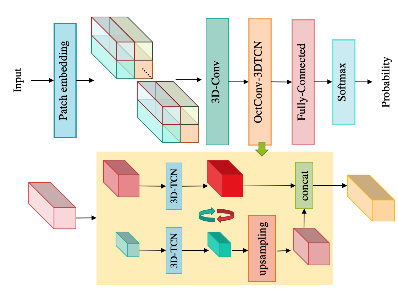 Input
Patch embedding
3D-Conv
OctConv-3DTCN
Fully-Connected
Softmax
Probability
3D-TCN
concat
3D-TCN
upsampling